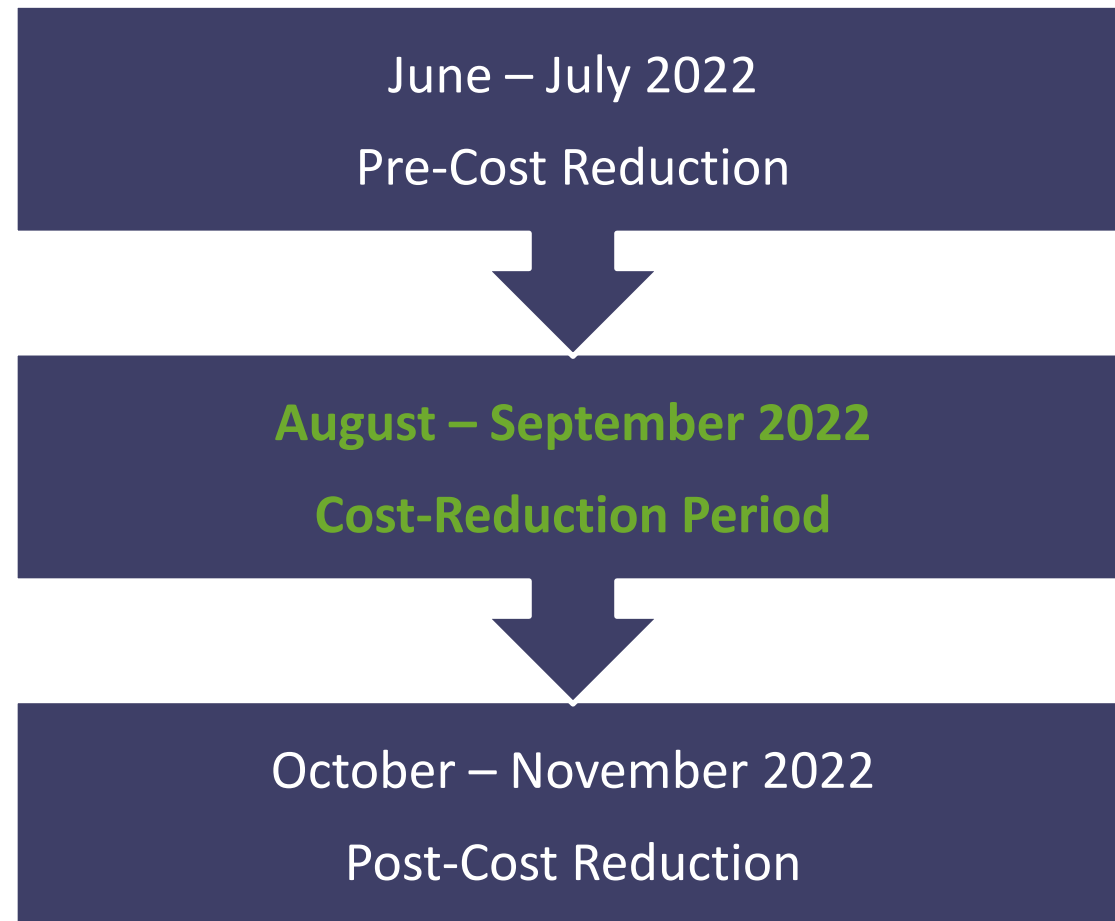 June – July 2022
Pre-Cost Reduction
August – September 2022
Cost-Reduction Period
October – November 2022
Post-Cost Reduction